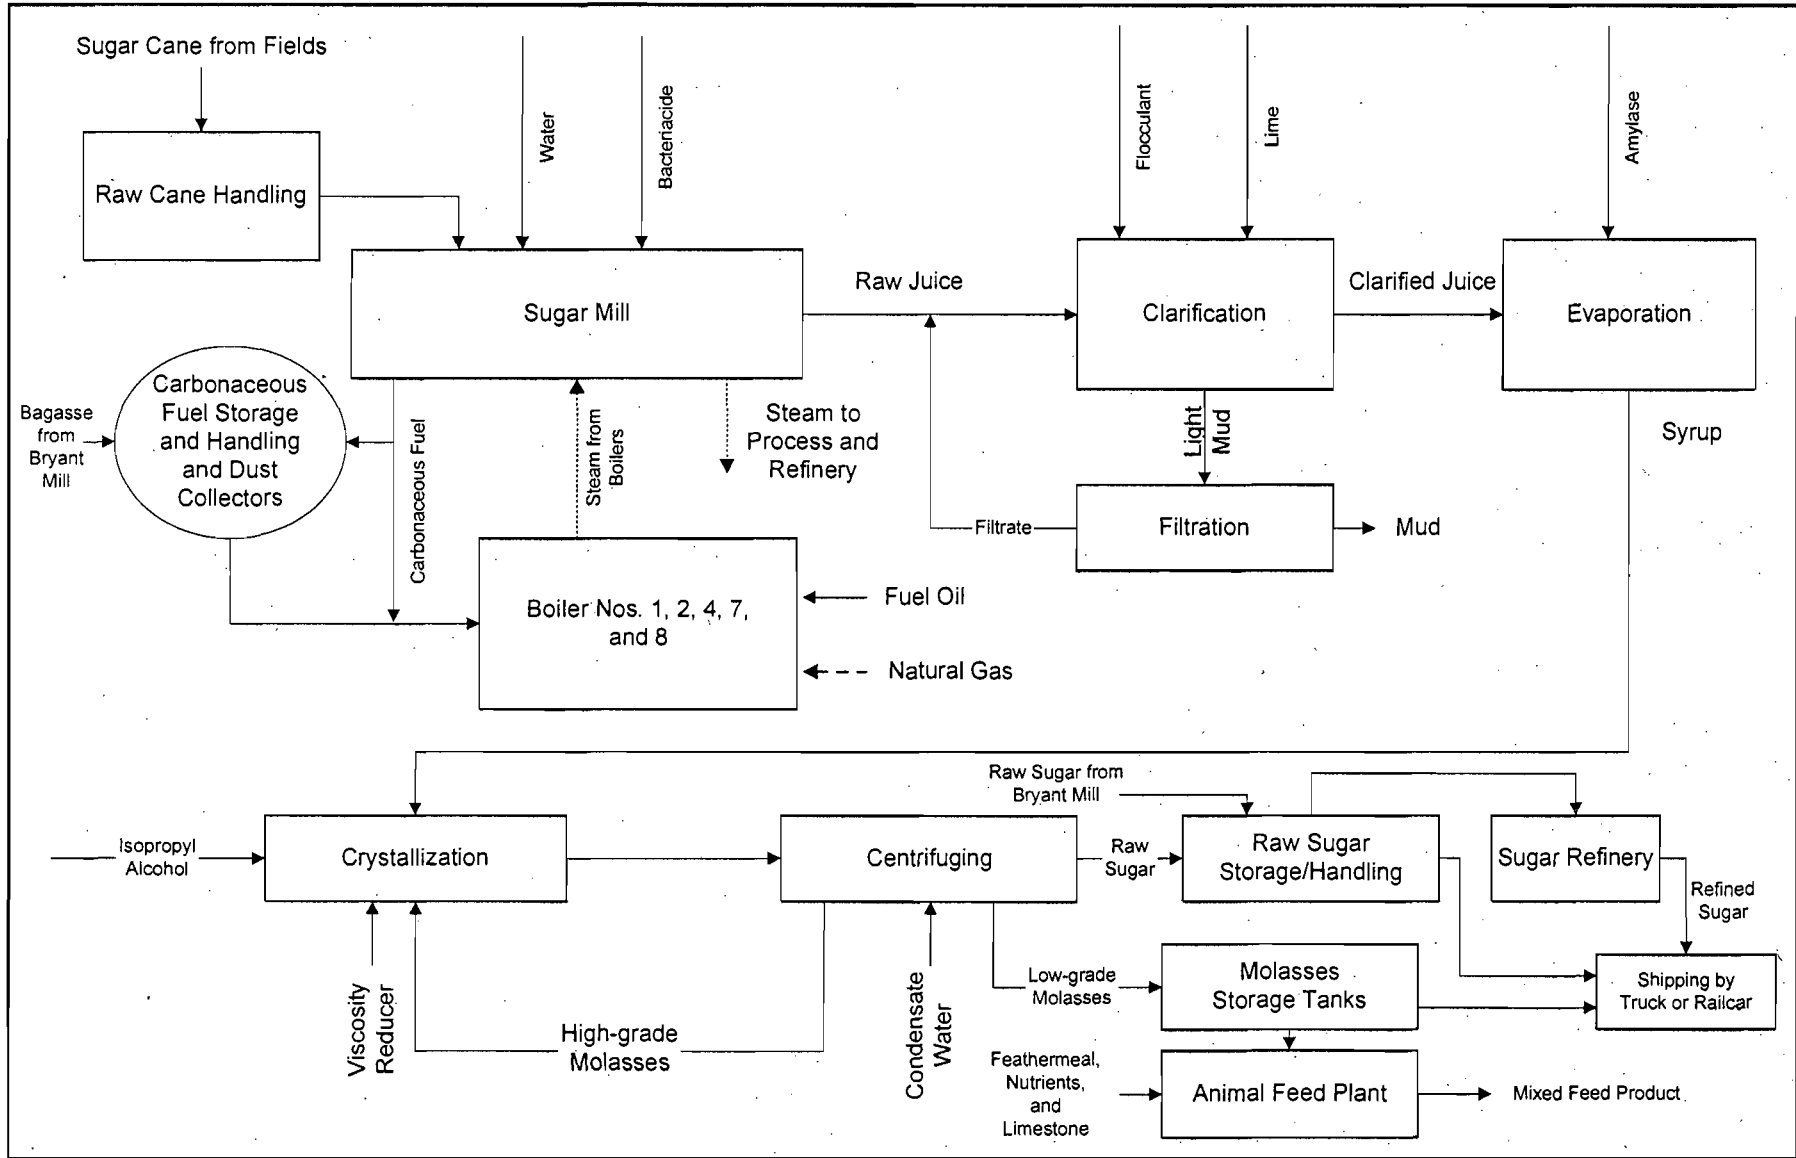 Sugar Cane from Fields
Water
Bacteriacide
Flocculant
Lime
Amylase
Raw Cane Handling
Sugar Mill
Raw Juice
Clarification
Clarified Juice
Evaporation
Carbonaceous
Fuel Storage
and Handling
and Dust
Collectors
Bagasse
from
Bryant
Mill
Carbonaceous Fuel
Steam from
Boilers
Steam to
Process and
Refinery
Light
Mud
Syrup
Filtrate
Filtration
Mud
Boiler Nos. 1, 2, 4, 7,
and 8
Fuel Oil
Natural Gas
Raw Sugar from
Bryant Mill
Isopropyl
Alcohol
Crystallization
Centrifuging
Raw
Sugar
Raw Sugar
Storage/Handling
Sugar Refinery
Refined
Sugar
Viscosity
Reducer
High-grade
Molasses
Condensate
Water
Low-grade
Molasses
Molasses
Storage Tanks
Shipping by
Truck or Railcar
Feathermeal,
Nutrients,
and
Limestone
Animal Feed Plant
Mixed Feed Product